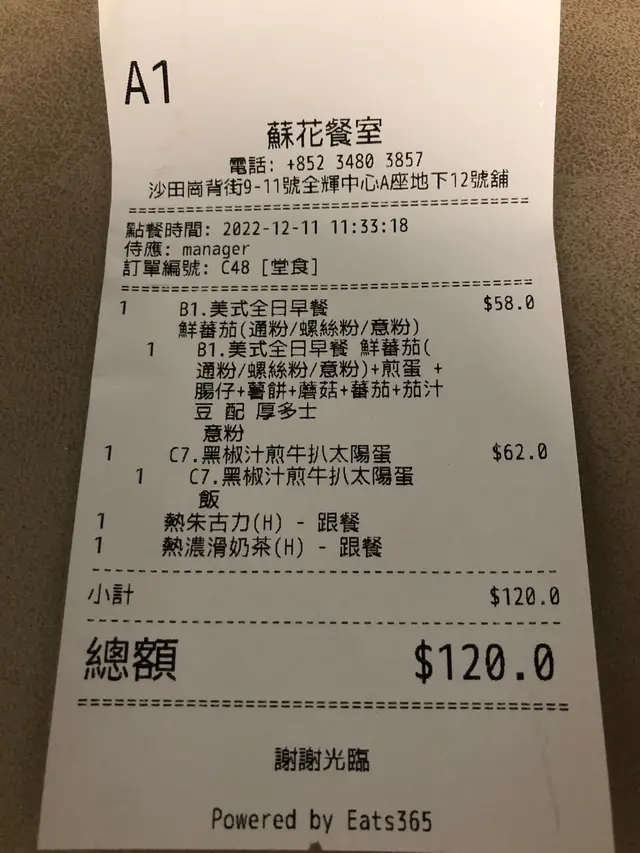 A1
蘇花餐室
電話: +852 3480 3857
沙田崗背街9-11號全輝中心A座地下12號舖
點餐時間: 2022-12-11 11:33:18
侍應: manager
訂單編號: C48 [堂食]
1 B1.美式全日早餐 $58.0
鮮蕃茄(通粉/螺絲粉/意粉)
1 B1.美式全日早餐 鮮蕃茄(
通粉/螺絲粉/意粉)+煎蛋 +
腸仔+薯餅+蘑菇+蕃茄+茄汁
豆 配 厚多士
意粉
1 C7.黑椒汁煎牛扒太陽蛋 $62.0
1 C7.黑椒汁煎牛扒太陽蛋
飯
1 熱朱古力(H) - 跟餐
1 熱濃滑奶茶(H) - 跟餐
小計 $120.0
總額 $120.0
謝謝光臨
Powered by Eats365